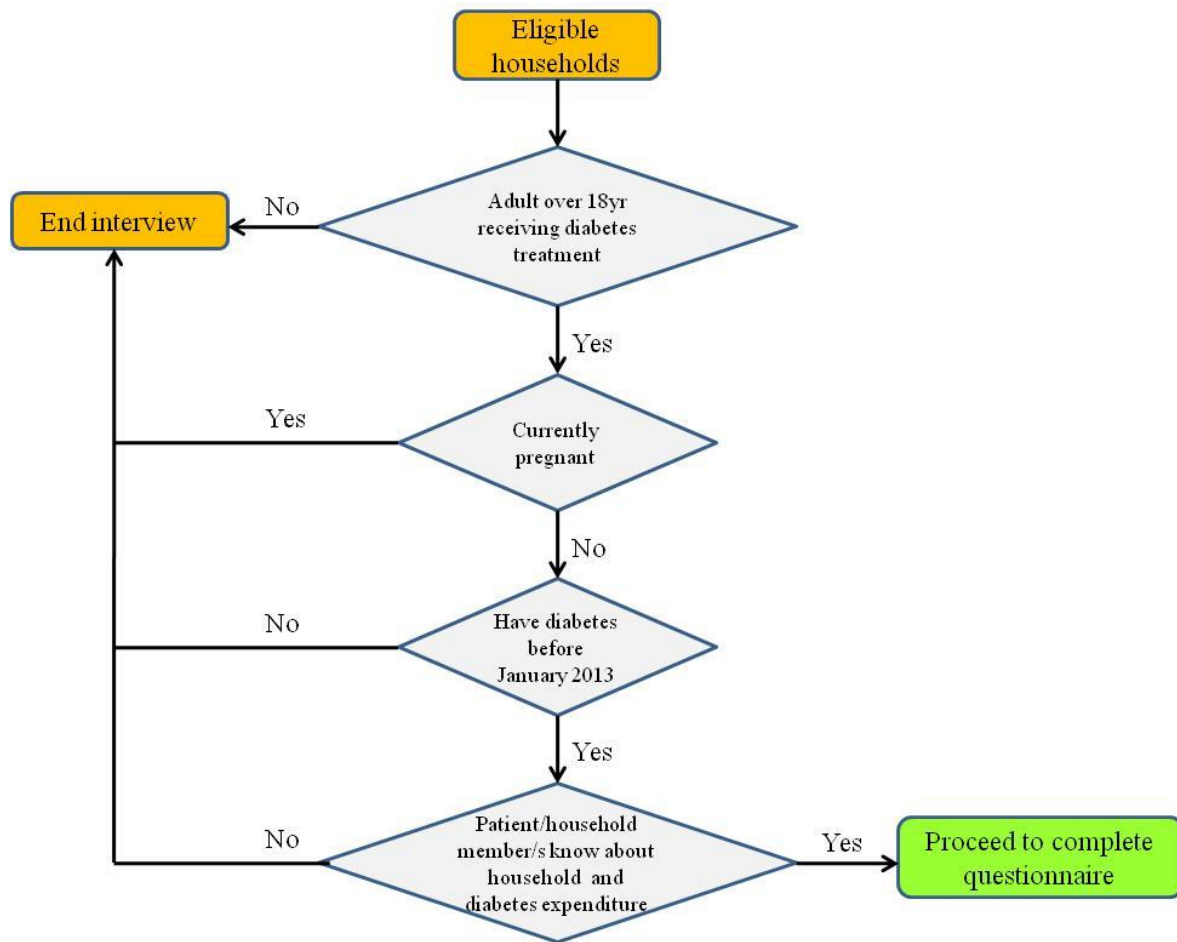 Eligible
households
Adult over 18yr
receiving diabetes
treatment
No
End interview
Yes
Currently
pregnant
Yes
No
Have diabetes
before
January 2013
No
Yes
Patient/household
member/s know about
household and
diabetes expenditure
No
Yes
Proceed to complete
questionnaire